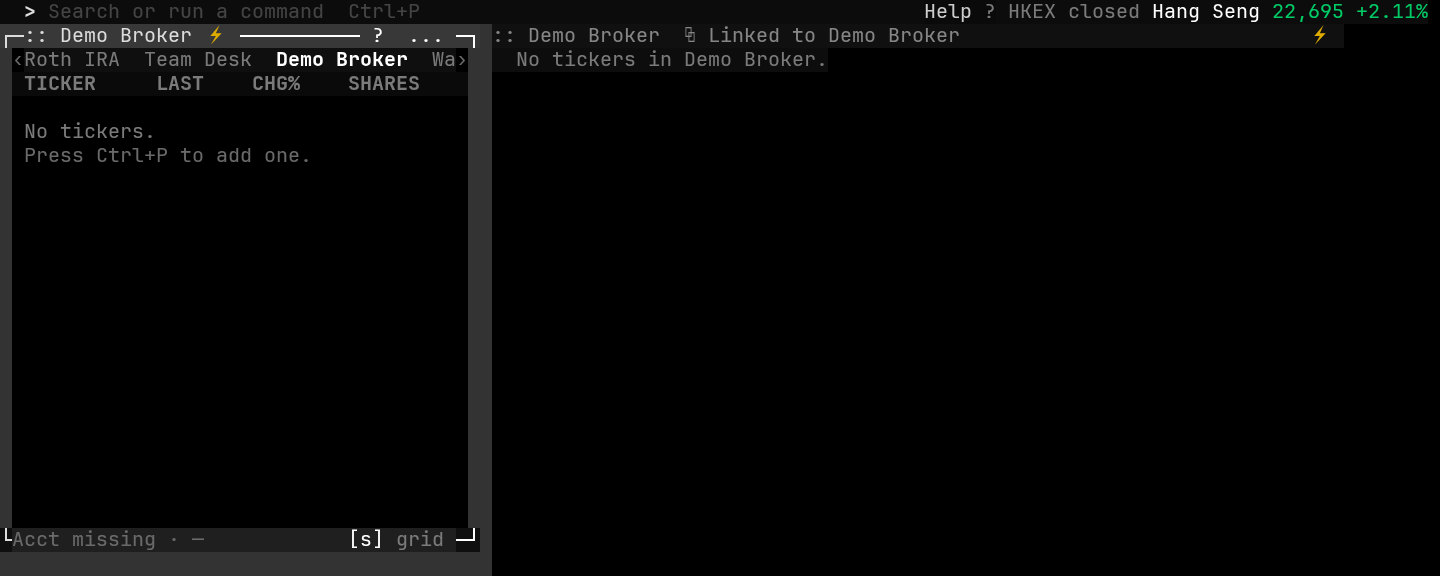 > Search or run a command  Ctrl+P  Help ? HKEX closed Hang Seng 22,695 +2.11%
:: Demo Broker ⚡ ? ...
‹Roth IRA  Team Desk  Demo Broker  Wa›
TICKER  LAST  CHG%  SHARES
No tickers.
Press Ctrl+P to add one.
Acct missing · —  [s] grid
:: Demo Broker  Linked to Demo Broker ⚡
No tickers in Demo Broker.